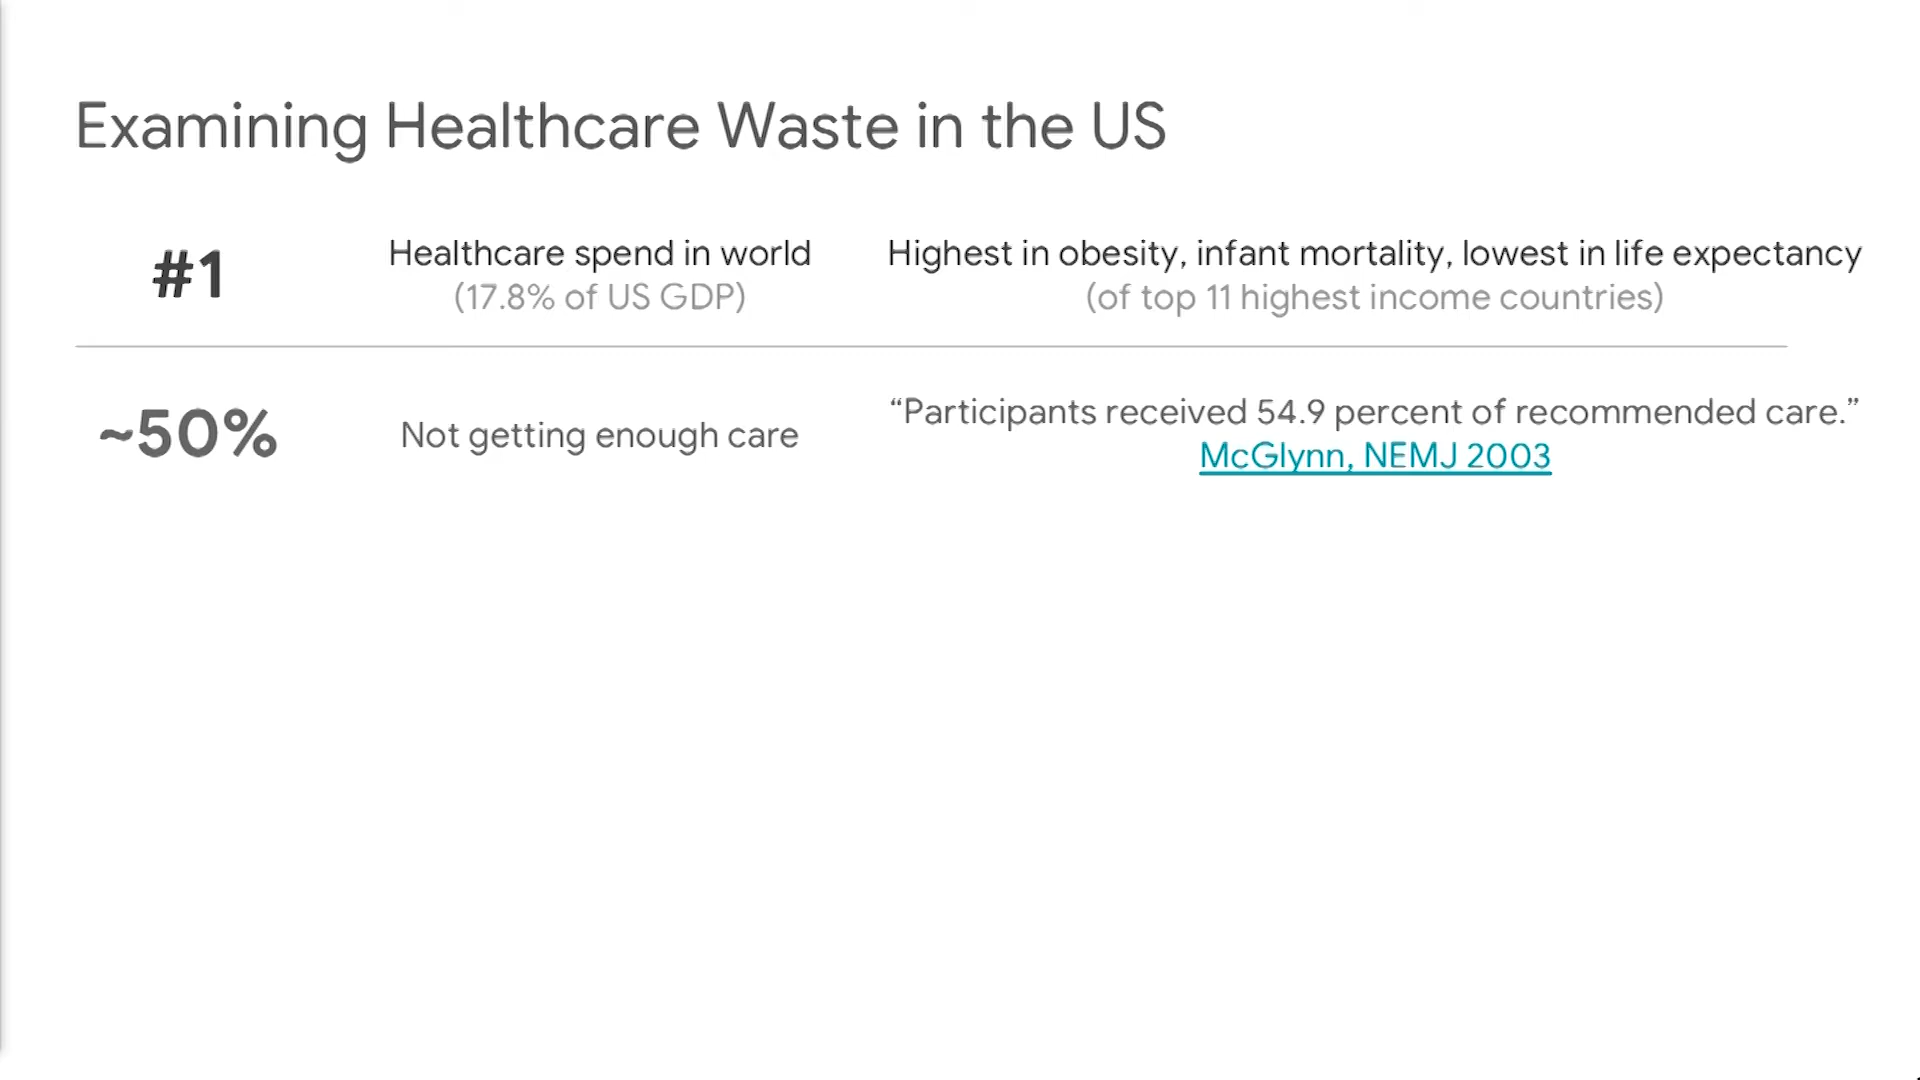 Examining Healthcare Waste in the US
#1
Healthcare spend in world
(17.8% of US GDP)
Highest in obesity, infant mortality, lowest in life expectancy
(of top 11 highest income countries)
~50%
Not getting enough care
“Participants received 54.9 percent of recommended care.”
McGlynn, NEMJ 2003